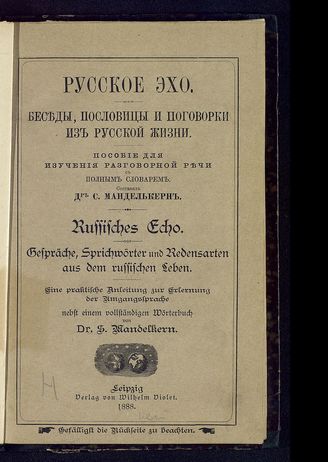 РУССКОЕ ЭХО.
БЕСѢДЫ, ПОСЛОВИЦЫ И ПОГОВОРКИ
ИЗЪ РУССКОЙ ЖИЗНИ.
ПОСОБІЕ ДЛЯ
ИЗУЧЕНІЯ РАЗГОВОРНОЙ РѢЧИ
СЪ
ПОЛНЫМЪ СЛОВАРЕМЪ.
Составилъ
Дръ С. МАНДЕЛЬКЕРНЪ.
Russisches Echo.
Gespräche, Sprichwörter und Redensarten
aus dem russischen Leben.
Eine praktische Anleitung zur Erlernung
der Umgangssprache
nebst einem vollständigen Wörterbuch
von
Dr. S. Mandelkern.
Leipzig
Verlag von Wilhelm Violet.
1888.
Gefälligst die Rückseite zu beachten.
H